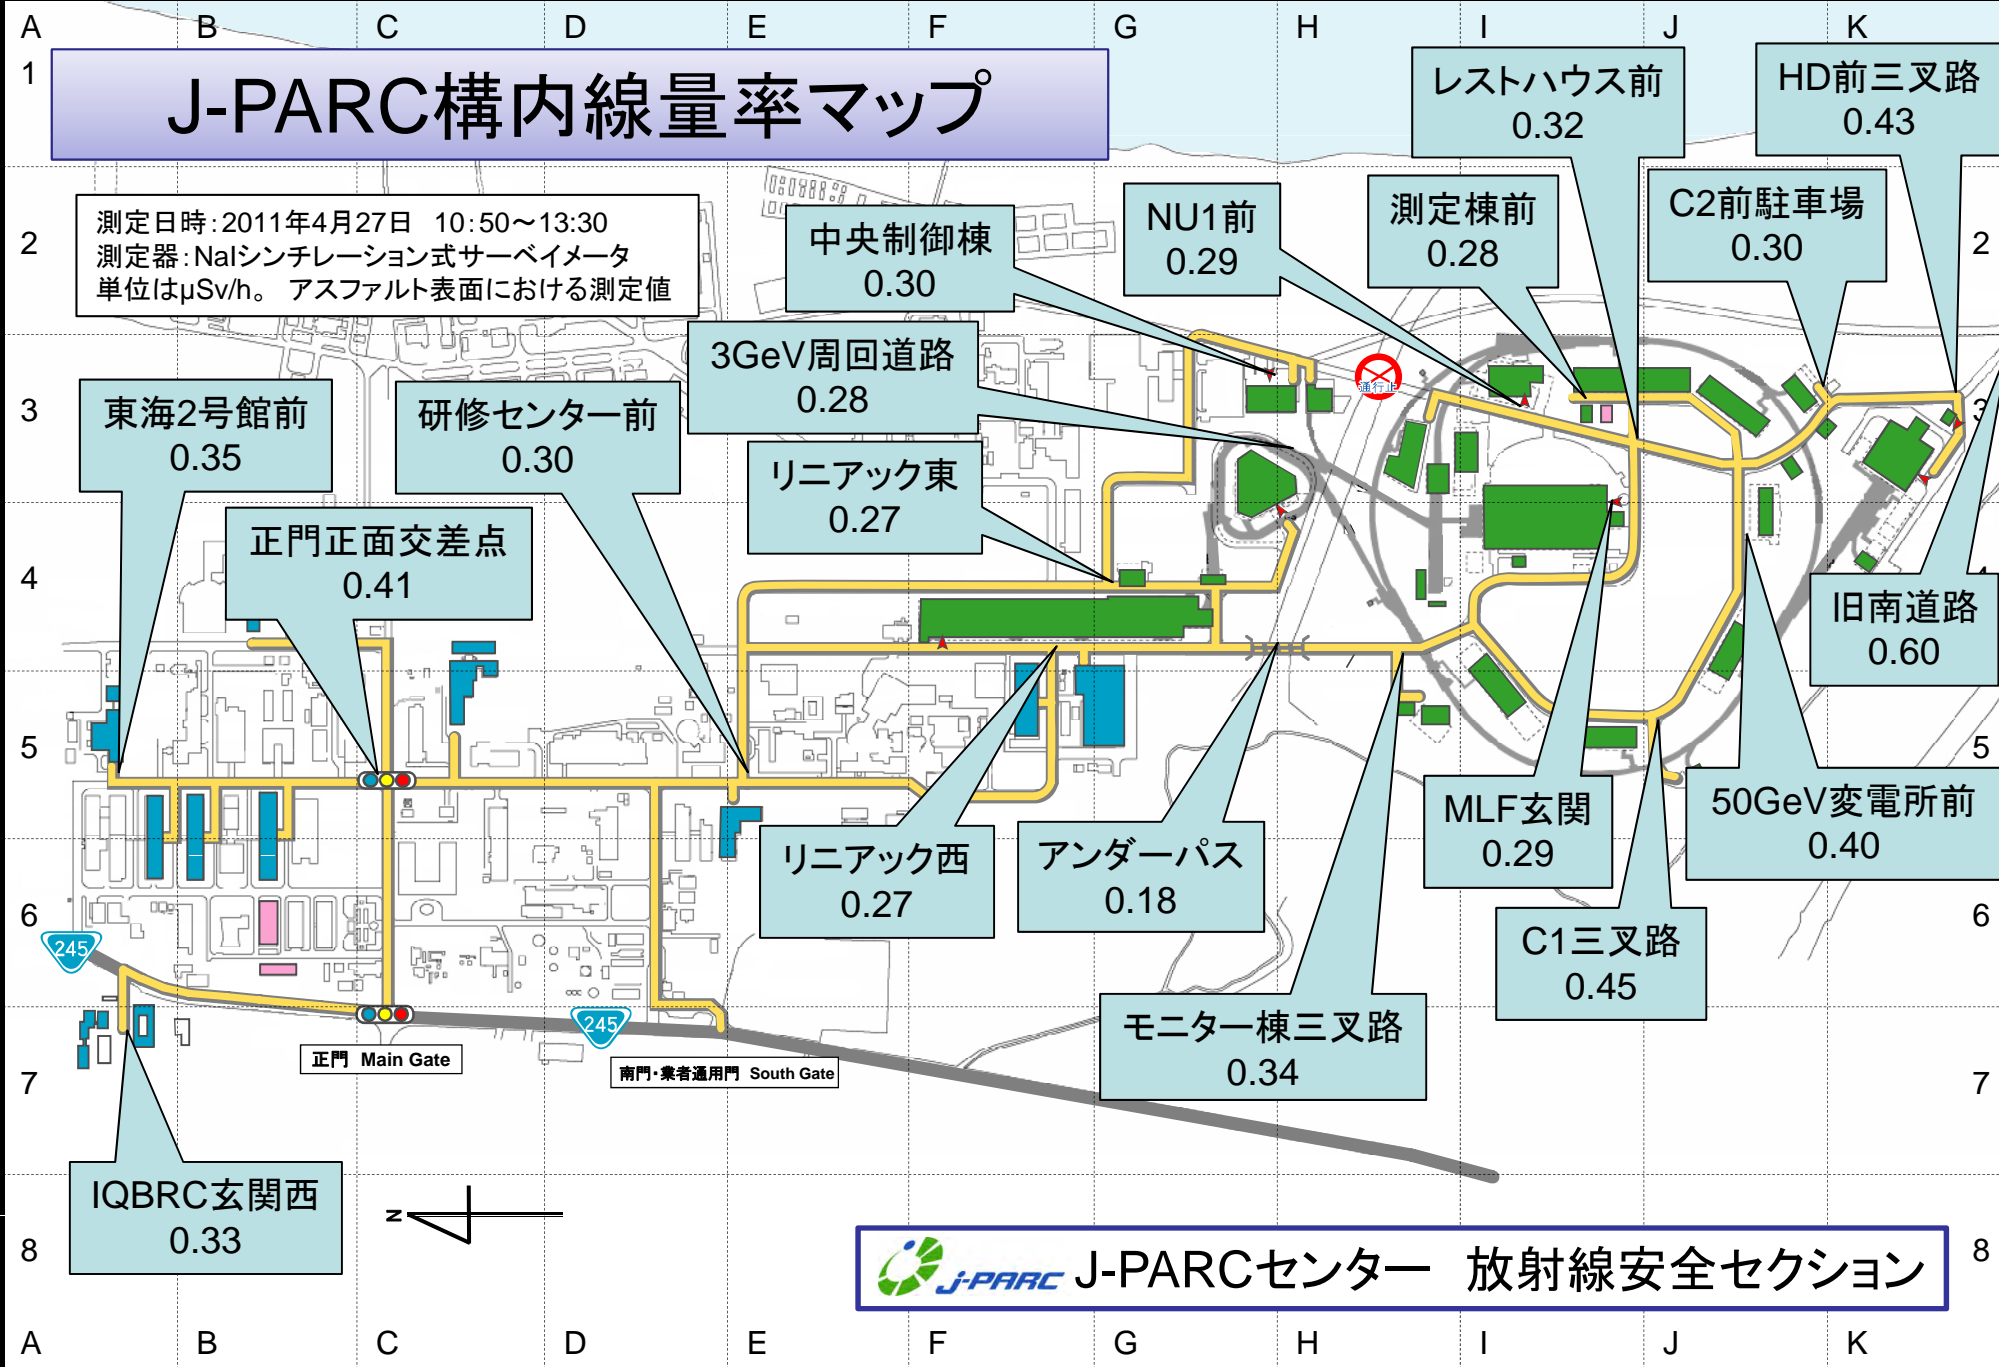 A B C D E F G H I J K
1
J-PARC構内線量率マップ
レストハウス前
0.32
HD前三叉路
0.43
2
測定日時:2011年4月27日 10:50~13:30
測定器:NaIシンチレーション式サーベイメータ
単位はμSv/h。 アスファルト表面における測定値
中央制御棟
0.30
NU1前
0.29
測定棟前
0.28
C2前駐車場
0.30
2
3GeV周回道路
0.28
通行止
3
東海2号館前
0.35
研修センター前
0.30
リニアック東
0.27
3
4
正門正面交差点
0.41
旧南道路
0.60
4
5
5
MLF玄関
0.29
50GeV変電所前
0.40
リニアック西
0.27
アンダーパス
0.18
6
C1三叉路
0.45
6
245
245
モニター棟三叉路
0.34
正門 Main Gate
南門・業者通用門 South Gate
7
7
IQBRC玄関西
0.33
N
8
J-PARC J-PARCセンター 放射線安全セクション
8
A B C D E F G H I J K